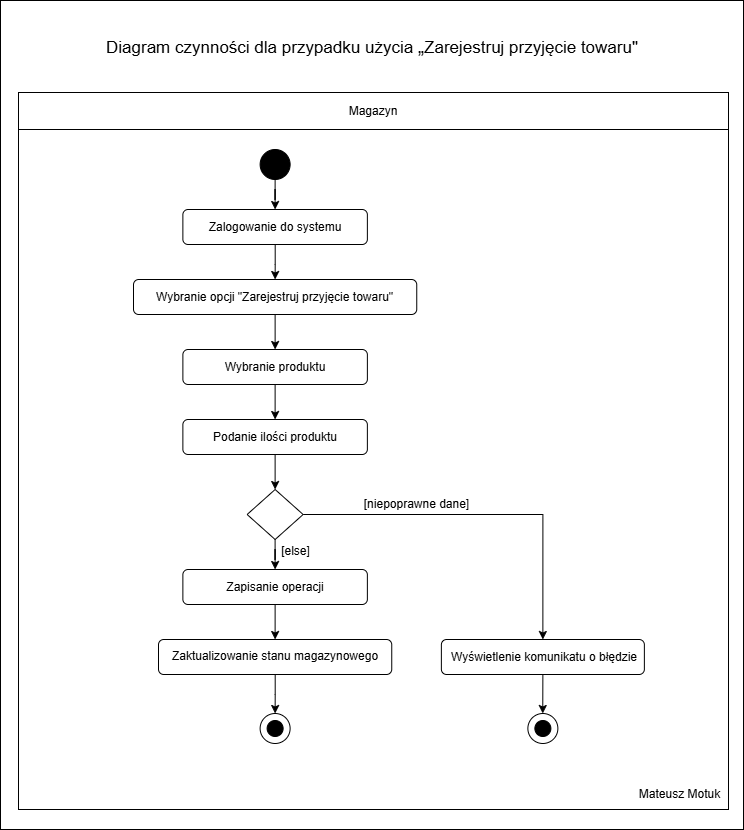 Diagram czynności dla przypadku użycia „Zarejestruj przyjęcie towaru"
Magazyn
Zalogowanie do systemu
Wybranie opcji "Zarejestruj przyjęcie towaru"
Wybranie produktu
Podanie ilości produktu
[niepoprawne dane]
[else]
Zapisanie operacji
Zaktualizowanie stanu magazynowego
Wyświetlenie komunikatu o błędzie
Mateusz Motuk